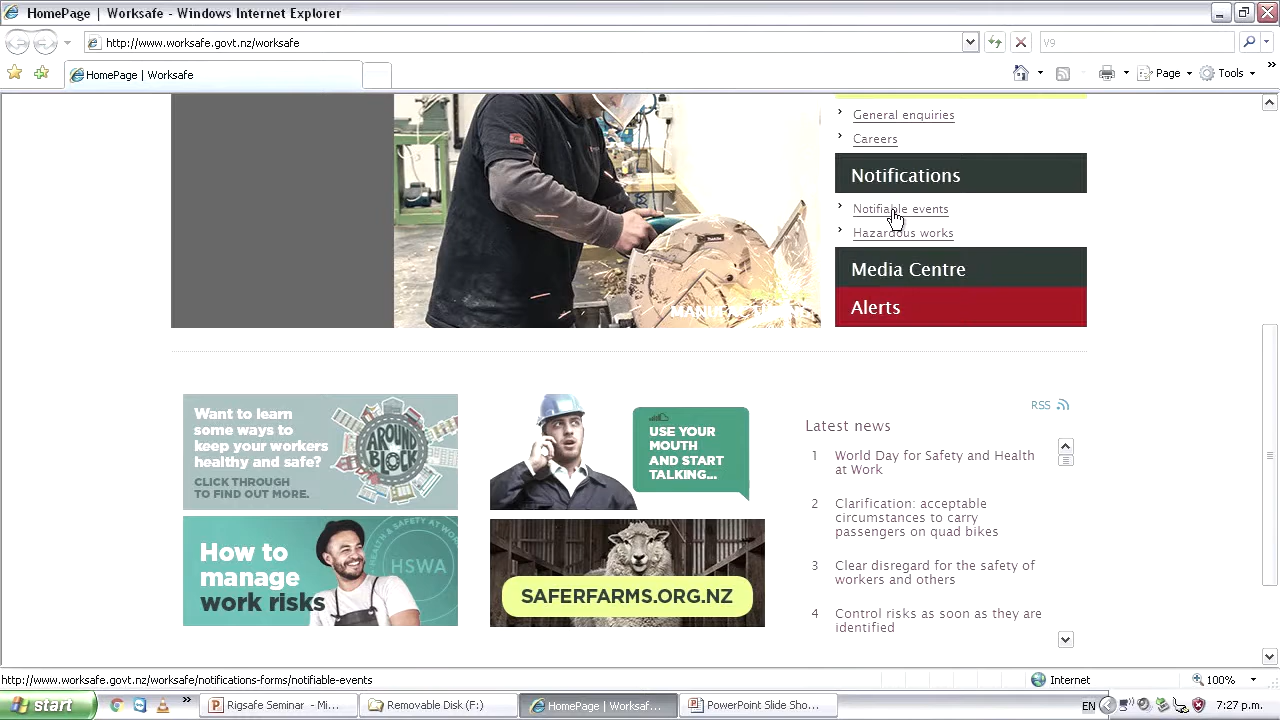 HomePage | Worksafe - Windows Internet Explorer
http://www.worksafe.govt.nz/worksafe
V9
HomePage | Worksafe
Page
Tools
General enquiries
Careers
Notifications
Notifiable events
Hazardous works
Media Centre
Alerts
Want to learn
some ways to
keep your workers
healthy and safe?
CLICK THROUGH
TO FIND OUT MORE.
AROUND
THE
BLOCK
USE YOUR
MOUTH
AND START
TALKING...
How to
manage
work risks
HSWA
SAFERFARMS.ORG.NZ
RSS
Latest news
1 World Day for Safety and Health
at Work
2 Clarification: acceptable
circumstances to carry
passengers on quad bikes
3 Clear disregard for the safety of
workers and others
4 Control risks as soon as they are
identified
http://www.worksafe.govt.nz/worksafe/notifications-forms/notifiable-events
Internet
100%
start
Rigsafe Seminar - Mi...
Removable Disk (F:)
HomePage | Worksaf...
PowerPoint Slide Sho...
EN
7:27 p.m.